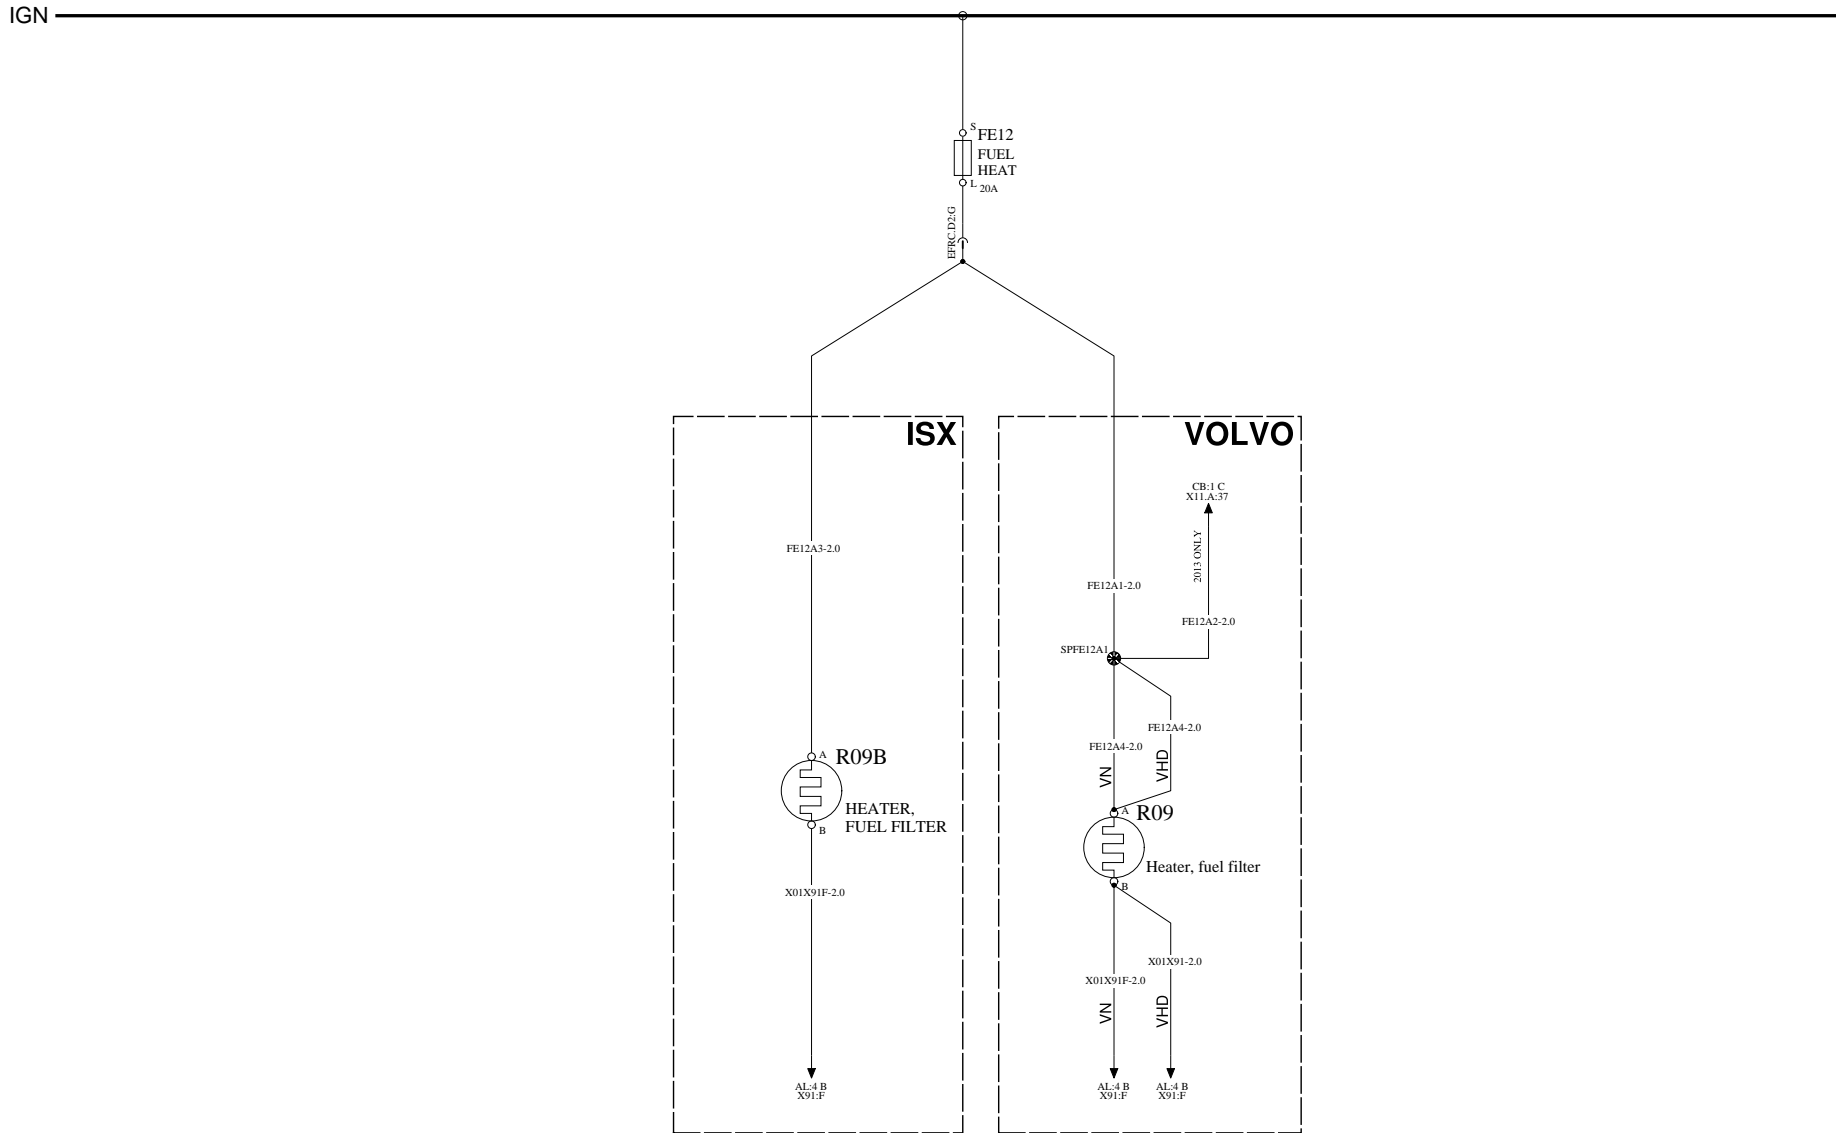 IGN
S
FE12
FUEL
HEAT
L
20A
EFRC.D2:G
ISX
VOLVO
CB:1 C
X11.A:37
2013 ONLY
FE12A3-2.0
FE12A1-2.0
FE12A2-2.0
SPFE12A1
FE12A4-2.0
FE12A4-2.0
VN
VHD
A
R09B
HEATER,
FUEL FILTER
B
A
R09
Heater, fuel filter
B
X01X91F-2.0
X01X91-2.0
X01X91F-2.0
VN
VHD
AL:4 B
X91:F
AL:4 B
X91:F
AL:4 B
X91:F